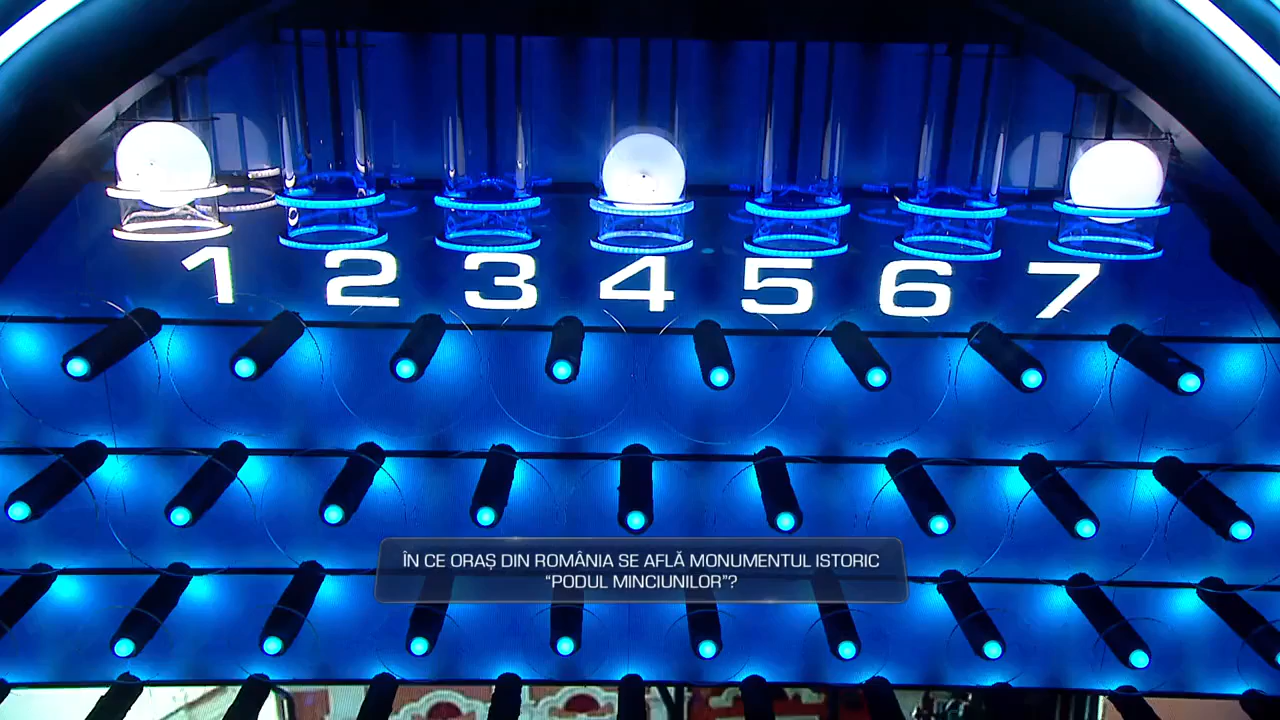 1 2 3 4 5 6 7
ÎN CE ORAȘ DIN ROMÂNIA SE AFLĂ MONUMENTUL ISTORIC
“PODUL MINCIUNILOR”?